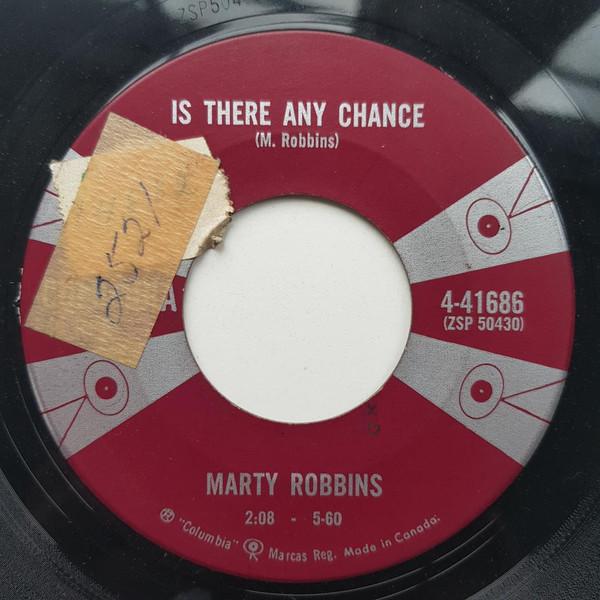 IS THERE ANY CHANCE
(M. Robbins)
2521
A
4-41686
(ZSP 50430)
MARTY ROBBINS
2:08 - 5-60
"Columbia" Marcas Reg. Made in Canada.